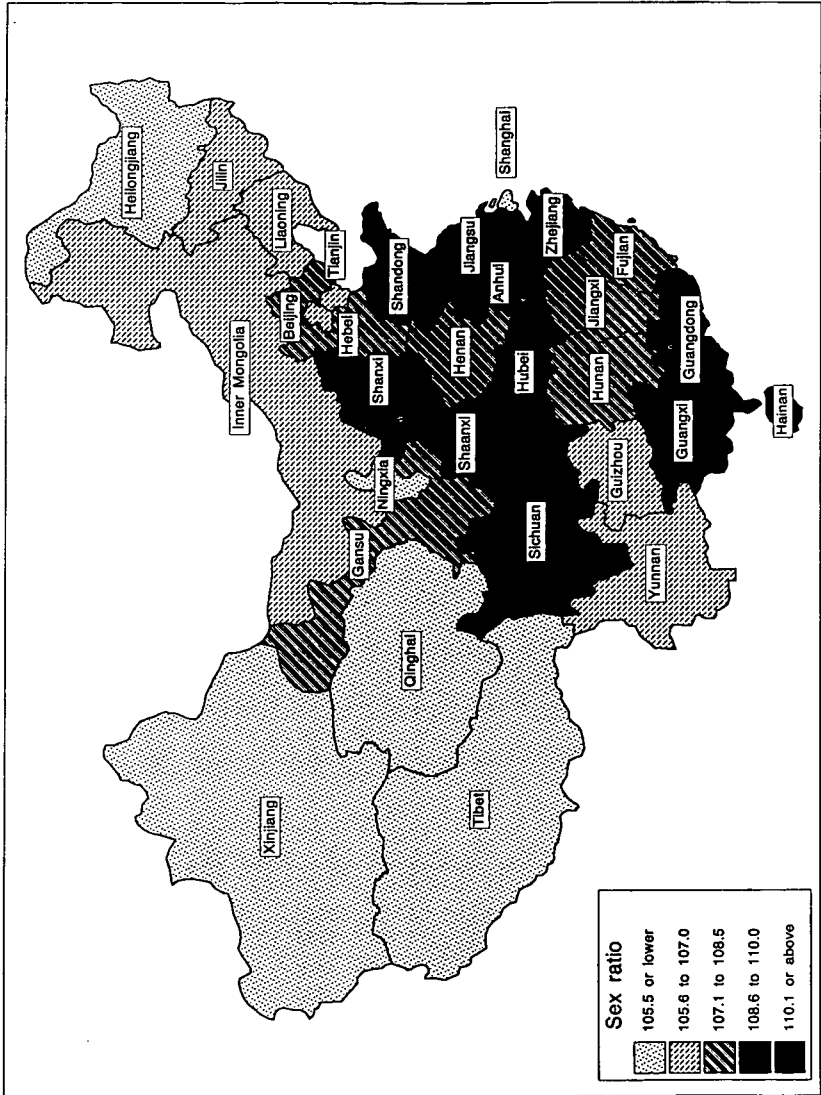 Heilongjiang
Jilin
Liaoning
Inner Mongolia
Beijing
Tianjin
Hebei
Shanxi
Shandong
Ningxia
Gansu
Shaanxi
Henan
Jiangsu
Anhui
Shanghai
Xinjiang
Qinghai
Tibet
Sichuan
Hubei
Zhejiang
Jiangxi
Fujian
Hunan
Guizhou
Yunnan
Guangxi
Guangdong
Hainan
Sex ratio
105.5 or lower
105.6 to 107.0
107.1 to 108.5
108.6 to 110.0
110.1 or above